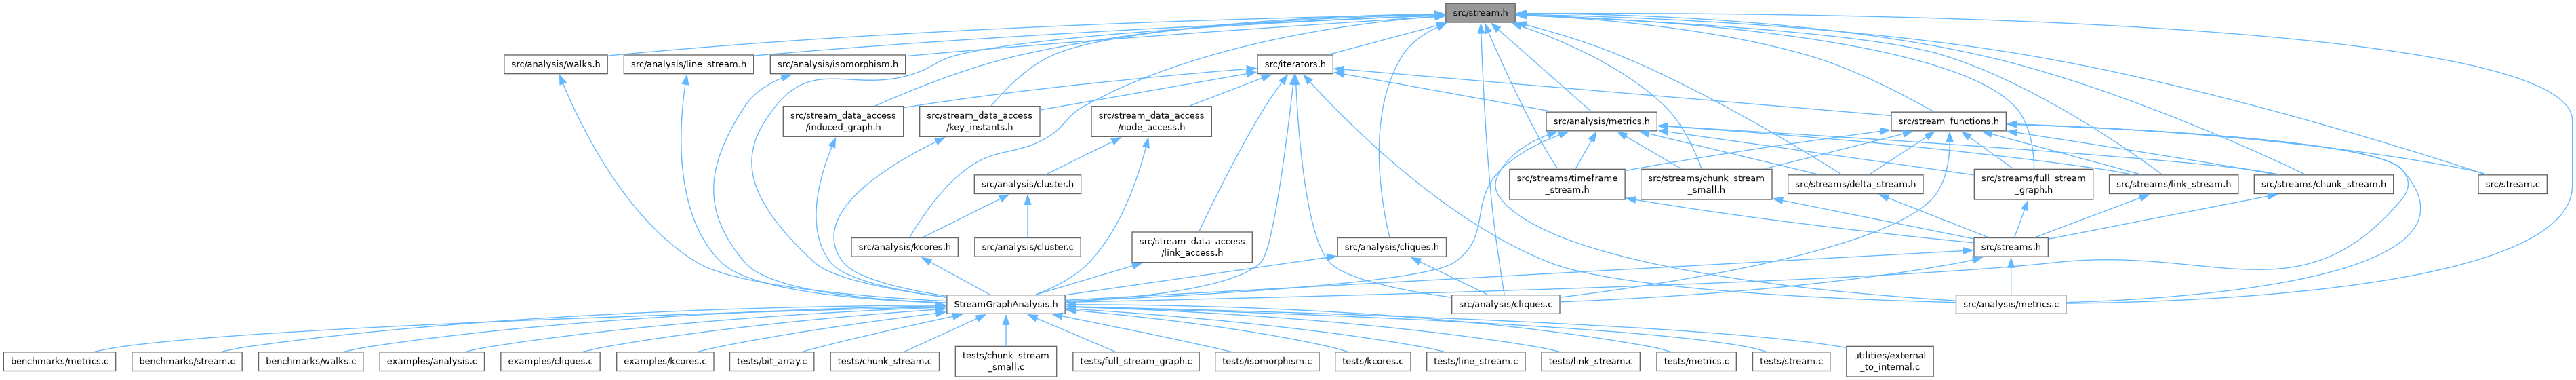 src/stream.h
src/analysis/walks.h
src/analysis/line_stream.h
src/analysis/isomorphism.h
src/iterators.h
src/stream_data_access
/induced_graph.h
src/stream_data_access
/key_instants.h
src/stream_data_access
/node_access.h
src/analysis/metrics.h
src/stream_functions.h
src/analysis/cluster.h
src/streams/timeframe
_stream.h
src/streams/chunk_stream
_small.h
src/streams/delta_stream.h
src/streams/full_stream
_graph.h
src/streams/link_stream.h
src/streams/chunk_stream.h
src/stream.c
src/analysis/kcores.h
src/analysis/cluster.c
src/stream_data_access
/link_access.h
src/analysis/cliques.h
src/streams.h
StreamGraphAnalysis.h
src/analysis/cliques.c
src/analysis/metrics.c
benchmarks/metrics.c
benchmarks/stream.c
benchmarks/walks.c
examples/analysis.c
examples/cliques.c
examples/kcores.c
tests/bit_array.c
tests/chunk_stream.c
tests/chunk_stream
_small.c
tests/full_stream_graph.c
tests/isomorphism.c
tests/kcores.c
tests/line_stream.c
tests/link_stream.c
tests/metrics.c
tests/stream.c
utilities/external
_to_internal.c